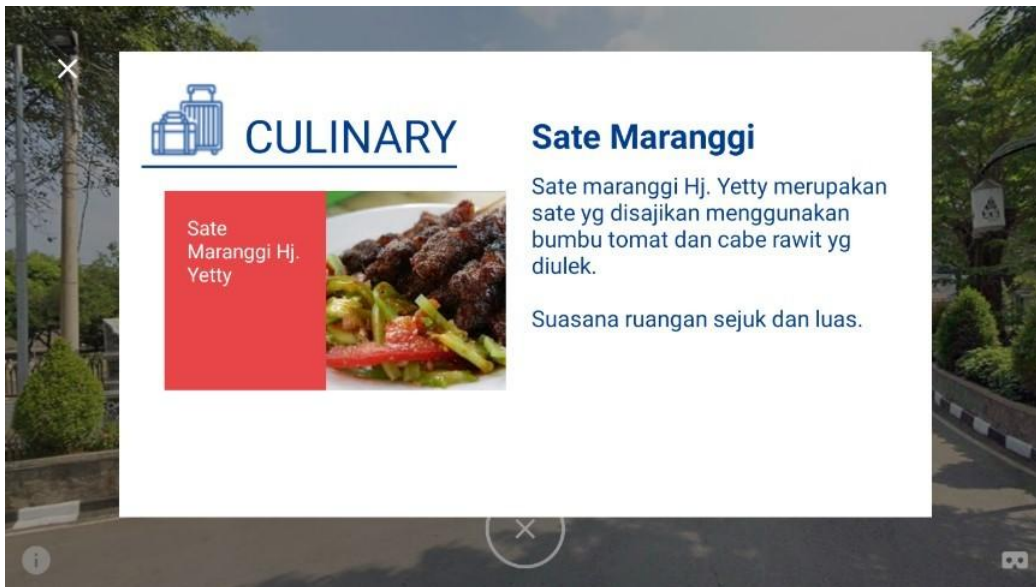 CULINARY
Sate
Maranggi Hj.
Yetty
Sate Maranggi
Sate maranggi Hj. Yetty merupakan
sate yg disajikan menggunakan
bumbu tomat dan cabe rawit yg
diulek.
Suasana ruangan sejuk dan luas.